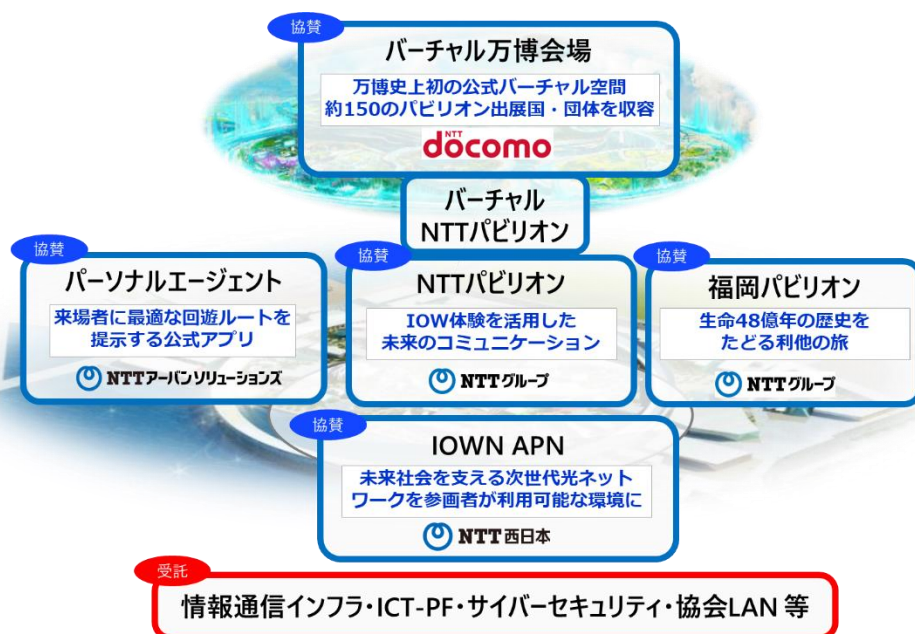 協賛
バーチャル万博会場
万博史上初の公式バーチャル空間
約150のパビリオン出展国・団体を収容
NTT
döcomo
バーチャル
NTTパビリオン
協賛
パーソナルエージェント
来場者に最適な回遊ルートを
提示する公式アプリ
NTTアーバンソリューションズ
協賛
NTTパビリオン
IOW体験を活用した
未来のコミュニケーション
NTTグループ
協賛
福岡パビリオン
生命48億年の歴史を
たどる利他の旅
NTTグループ
協賛
IOWN APN
未来社会を支える次世代光ネット
ワークを参画者が利用可能な環境に
NTT西日本
受託
情報通信インフラ・ICT-PF・サイバーセキュリティ・協会LAN 等